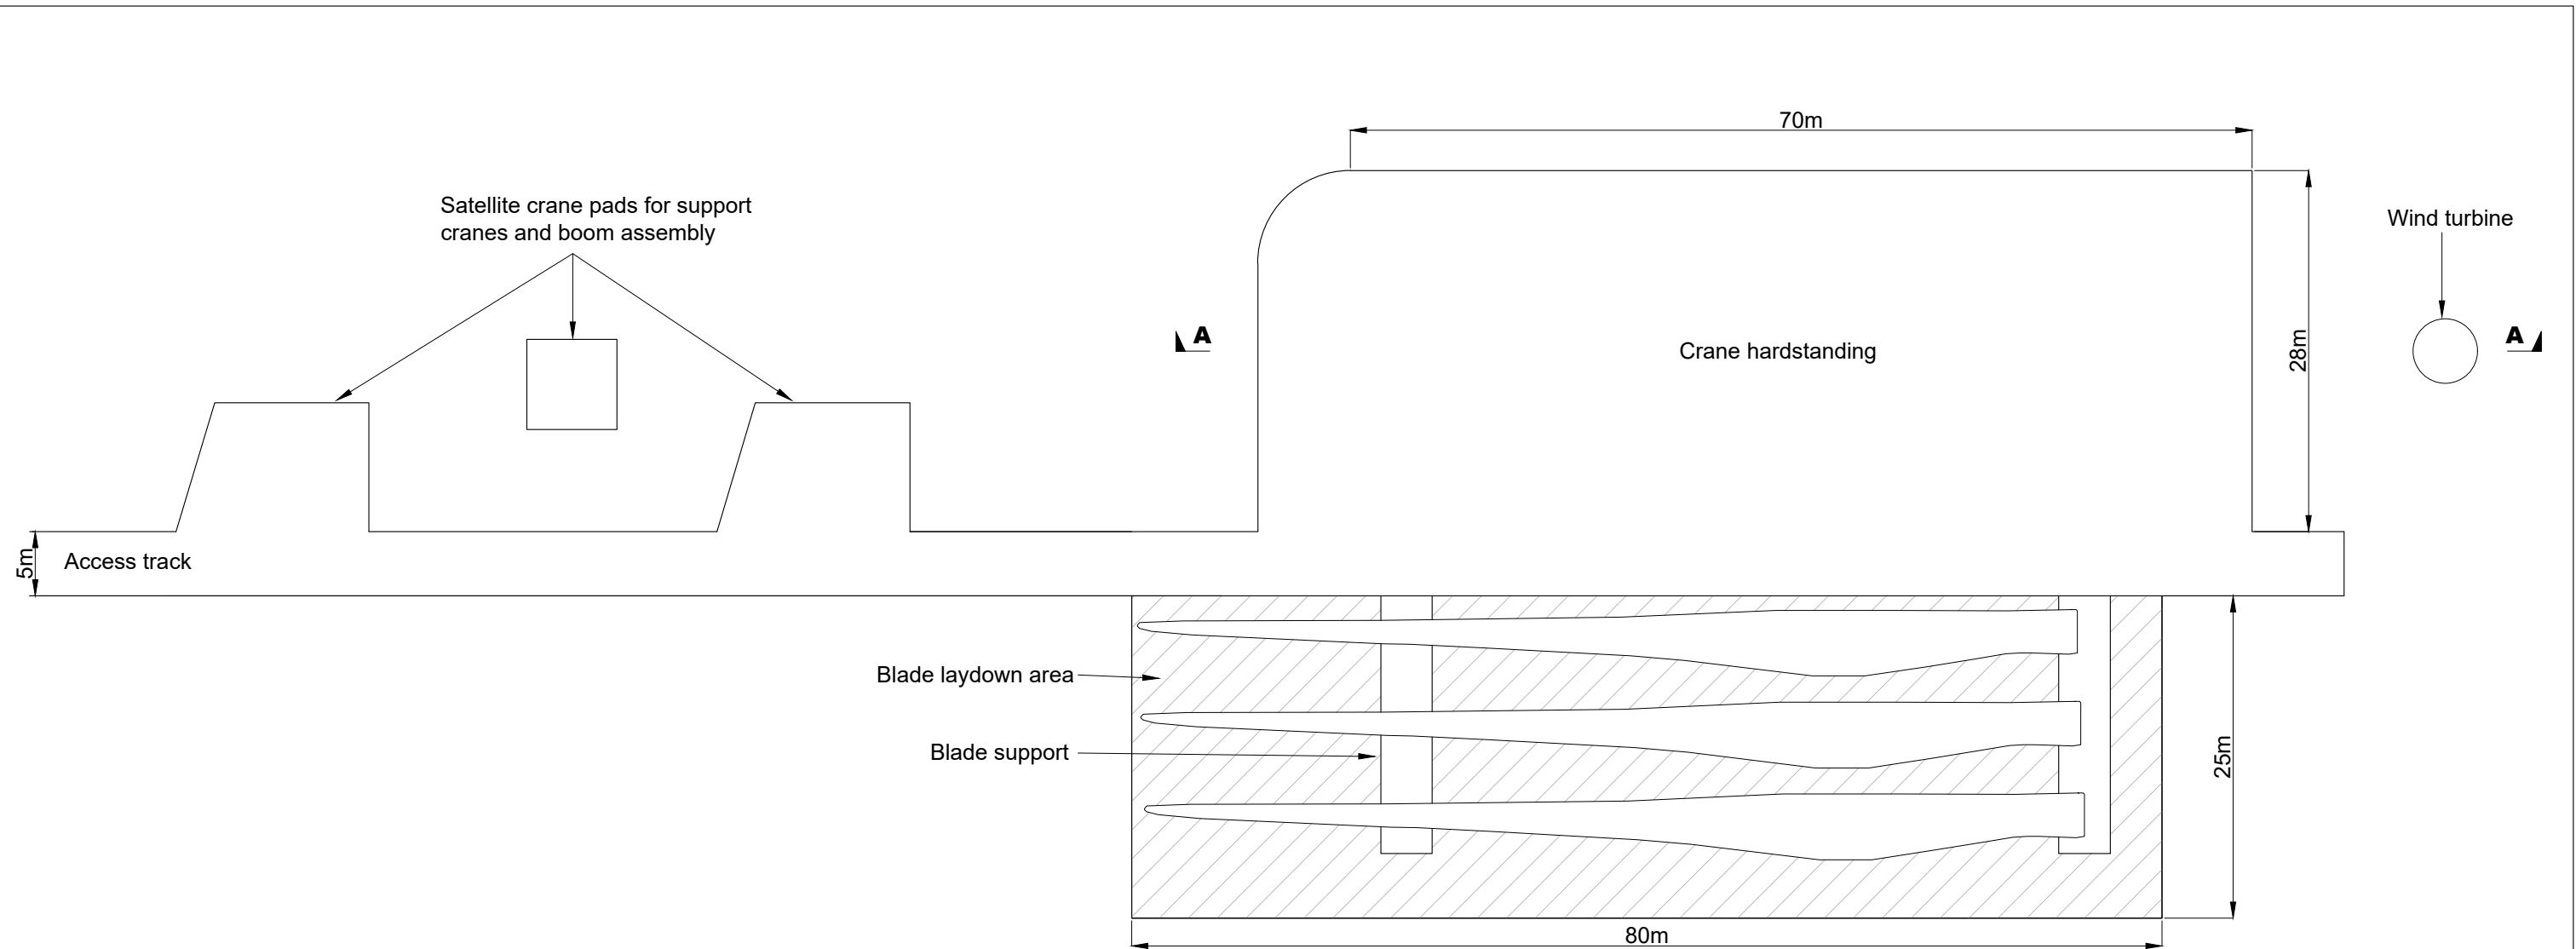 70m
Satellite crane pads for support
cranes and boom assembly
Wind turbine
A
A
28m
Crane hardstanding
5m
Access track
Blade laydown area
Blade support
25m
80m